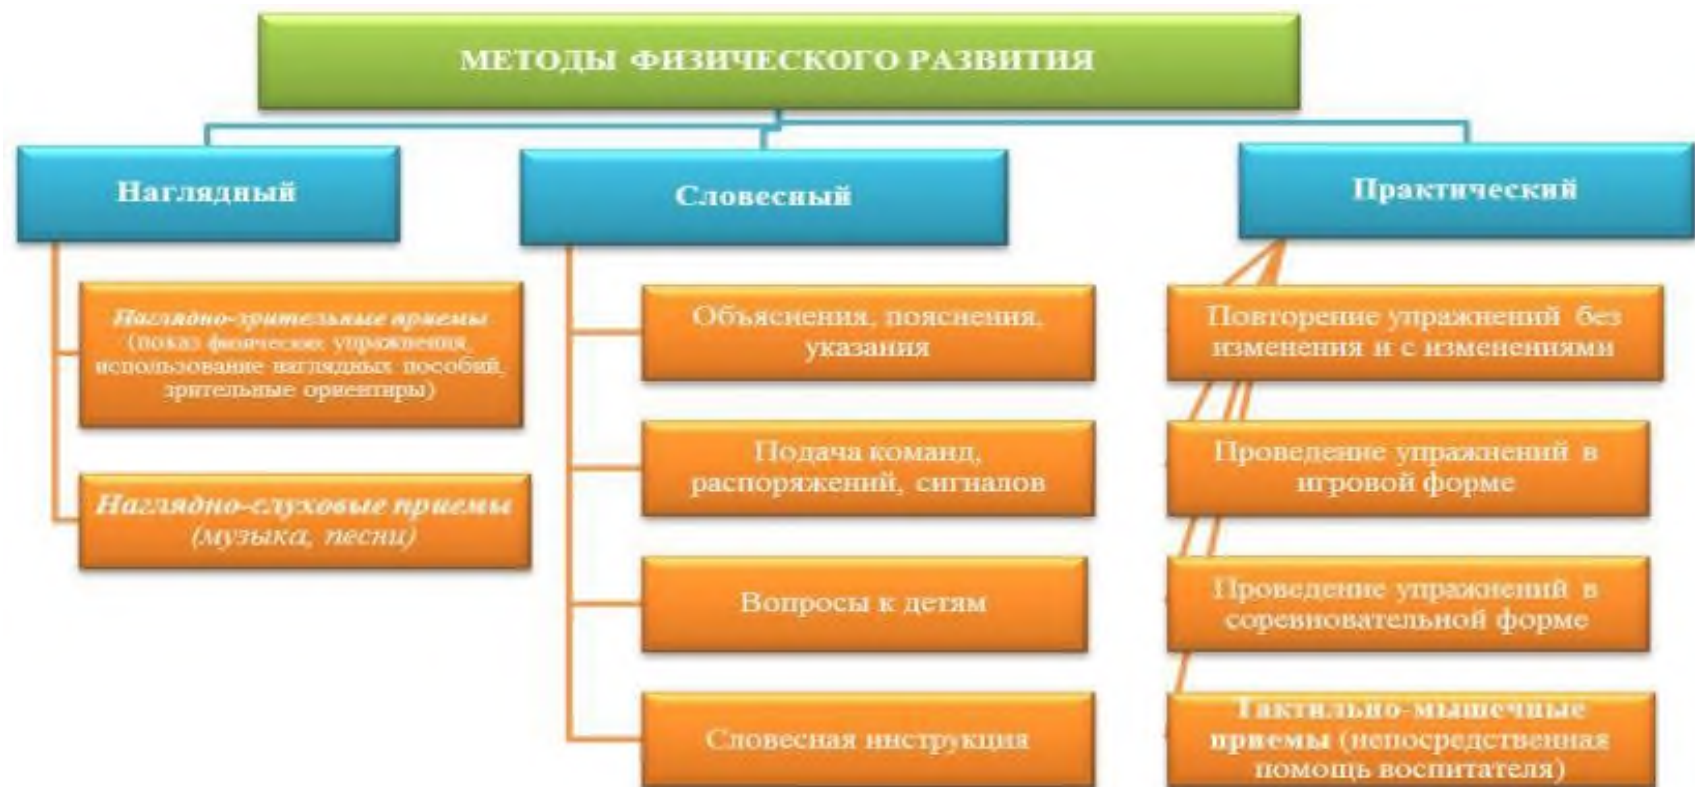 МЕТОДЫ ФИЗИЧЕСКОГО РАЗВИТИЯ
Наглядный
Наглядно-зрительные приемы
(показ физических упражнения,
использование наглядных пособий,
зрительные ориентиры)
Наглядно-слуховые приемы
(музыка, песни)
Словесный
Объяснения, пояснения,
указания
Подача команд,
распоряжений, сигналов
Вопросы к детям
Словесная инструкция
Практический
Повторение упражнений без
изменения и с изменениями
Проведение упражнений в
игровой форме
Проведение упражнений в
соревновательной форме
Тактильно-мышечные
приемы (непосредственная
помощь воспитателя)